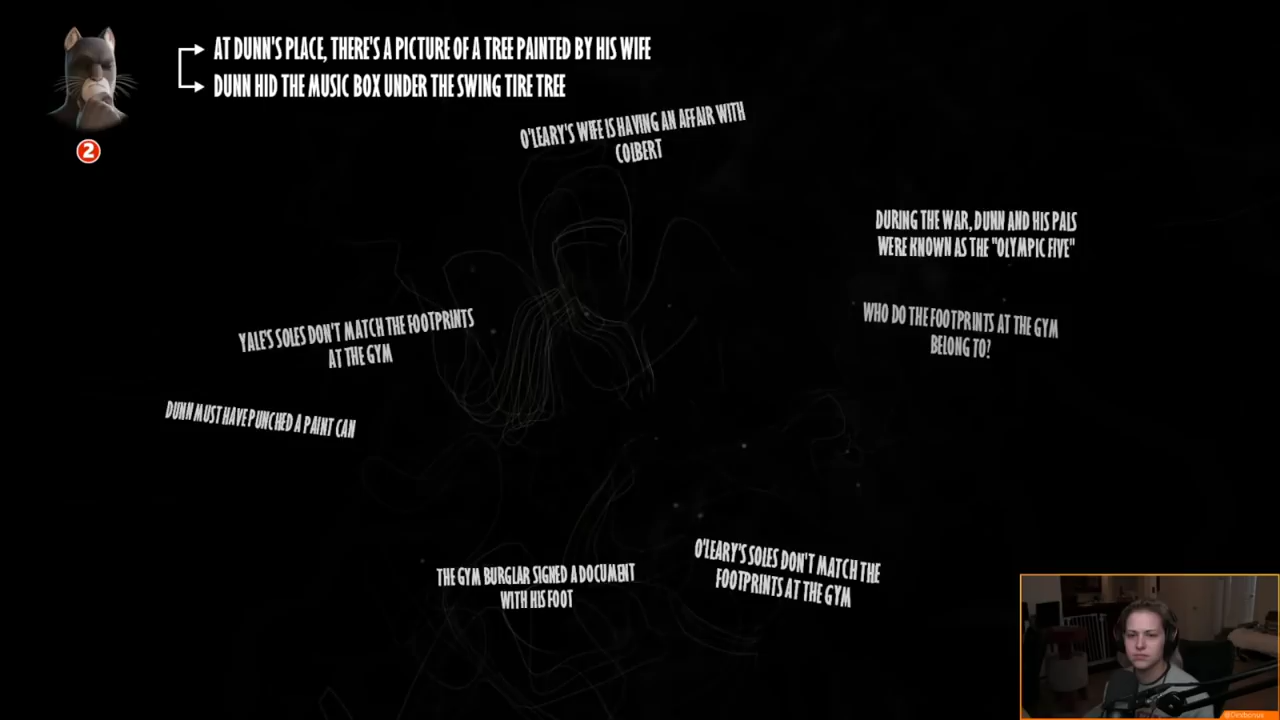 AT DUNN'S PLACE, THERE'S A PICTURE OF A TREE PAINTED BY HIS WIFE
DUNN HID THE MUSIC BOX UNDER THE SWING TIRE TREE
2
O'LEARY'S WIFE IS HAVING AN AFFAIR WITH
COLBERT
DURING THE WAR, DUNN AND HIS PALS
WERE KNOWN AS THE "OLYMPIC FIVE"
YALE'S SOLES DON'T MATCH THE FOOTPRINTS
AT THE GYM
WHO DO THE FOOTPRINTS AT THE GYM
BELONG TO?
DUNN MUST HAVE PUNCHED A PAINT CAN
THE GYM BURGLAR SIGNED A DOCUMENT
WITH HIS FOOT
O'LEARY'S SOLES DON'T MATCH THE
FOOTPRINTS AT THE GYM